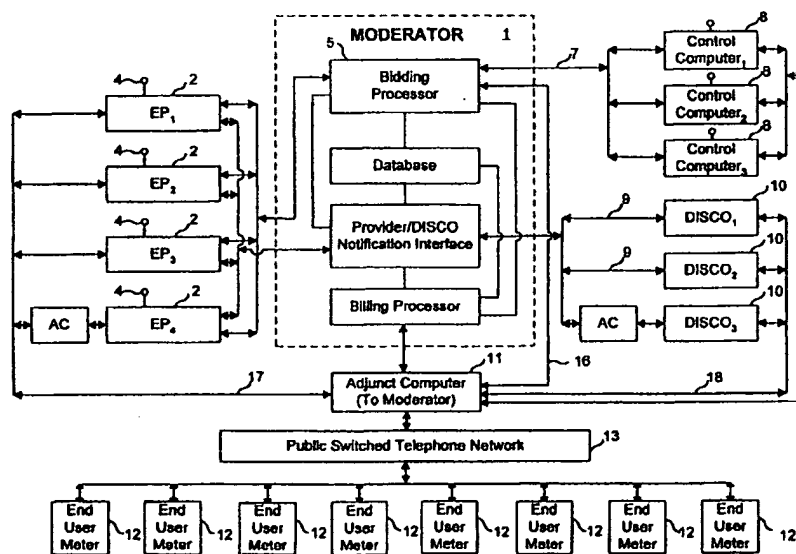 MODERATOR 1
5
Bidding
Processor
Database
Provider/DISCO
Notification Interface
Billing Processor
4 2
EP1
4 2
EP2
4 2
EP3
4 2
AC EP4
7
8
Control
Computer1
8
Control
Computer2
8
Control
Computer3
9 10
DISCO1
9 10
DISCO2
10
AC DISCO3
11 16
17 18
Adjunct Computer
(To Moderator)
Public Switched Telephone Network 13
End
User
Meter 12
End
User
Meter 12
End
User
Meter 12
End
User
Meter 12
End
User
Meter 12
End
User
Meter 12
End
User
Meter 12
End
User
Meter 12